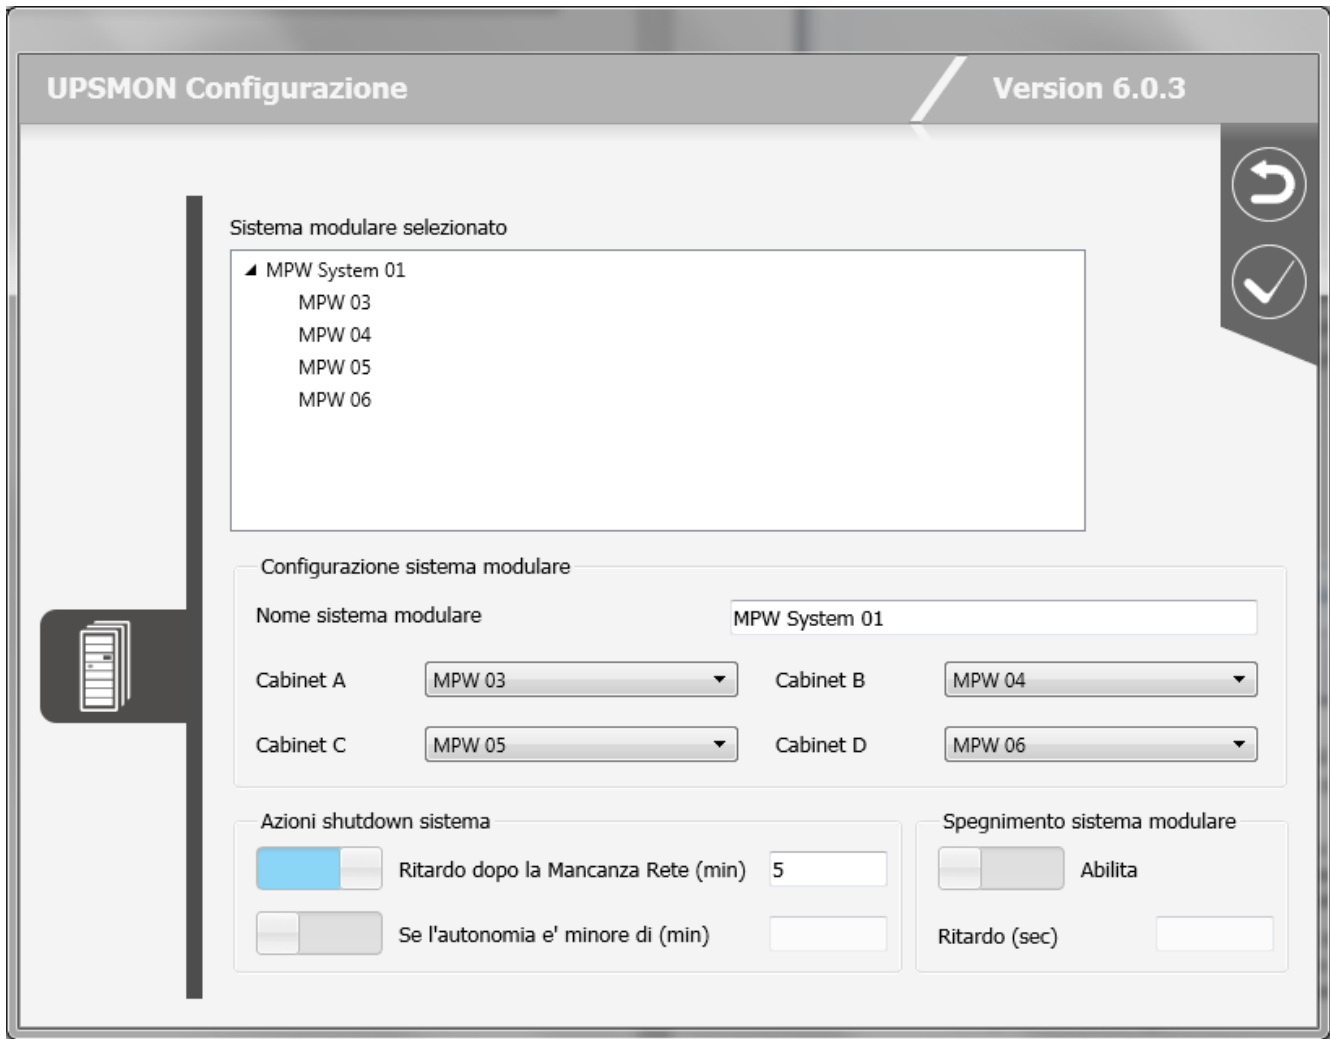 UPSMON Configurazione
Version 6.0.3
Sistema modulare selezionato
MPW System 01
MPW 03
MPW 04
MPW 05
MPW 06
Configurazione sistema modulare
Nome sistema modulare MPW System 01
Cabinet A MPW 03 Cabinet B MPW 04
Cabinet C MPW 05 Cabinet D MPW 06
Azioni shutdown sistema
Ritardo dopo la Mancanza Rete (min) 5
Se l'autonomia e' minore di (min)
Spegnimento sistema modulare
Abilita
Ritardo (sec)